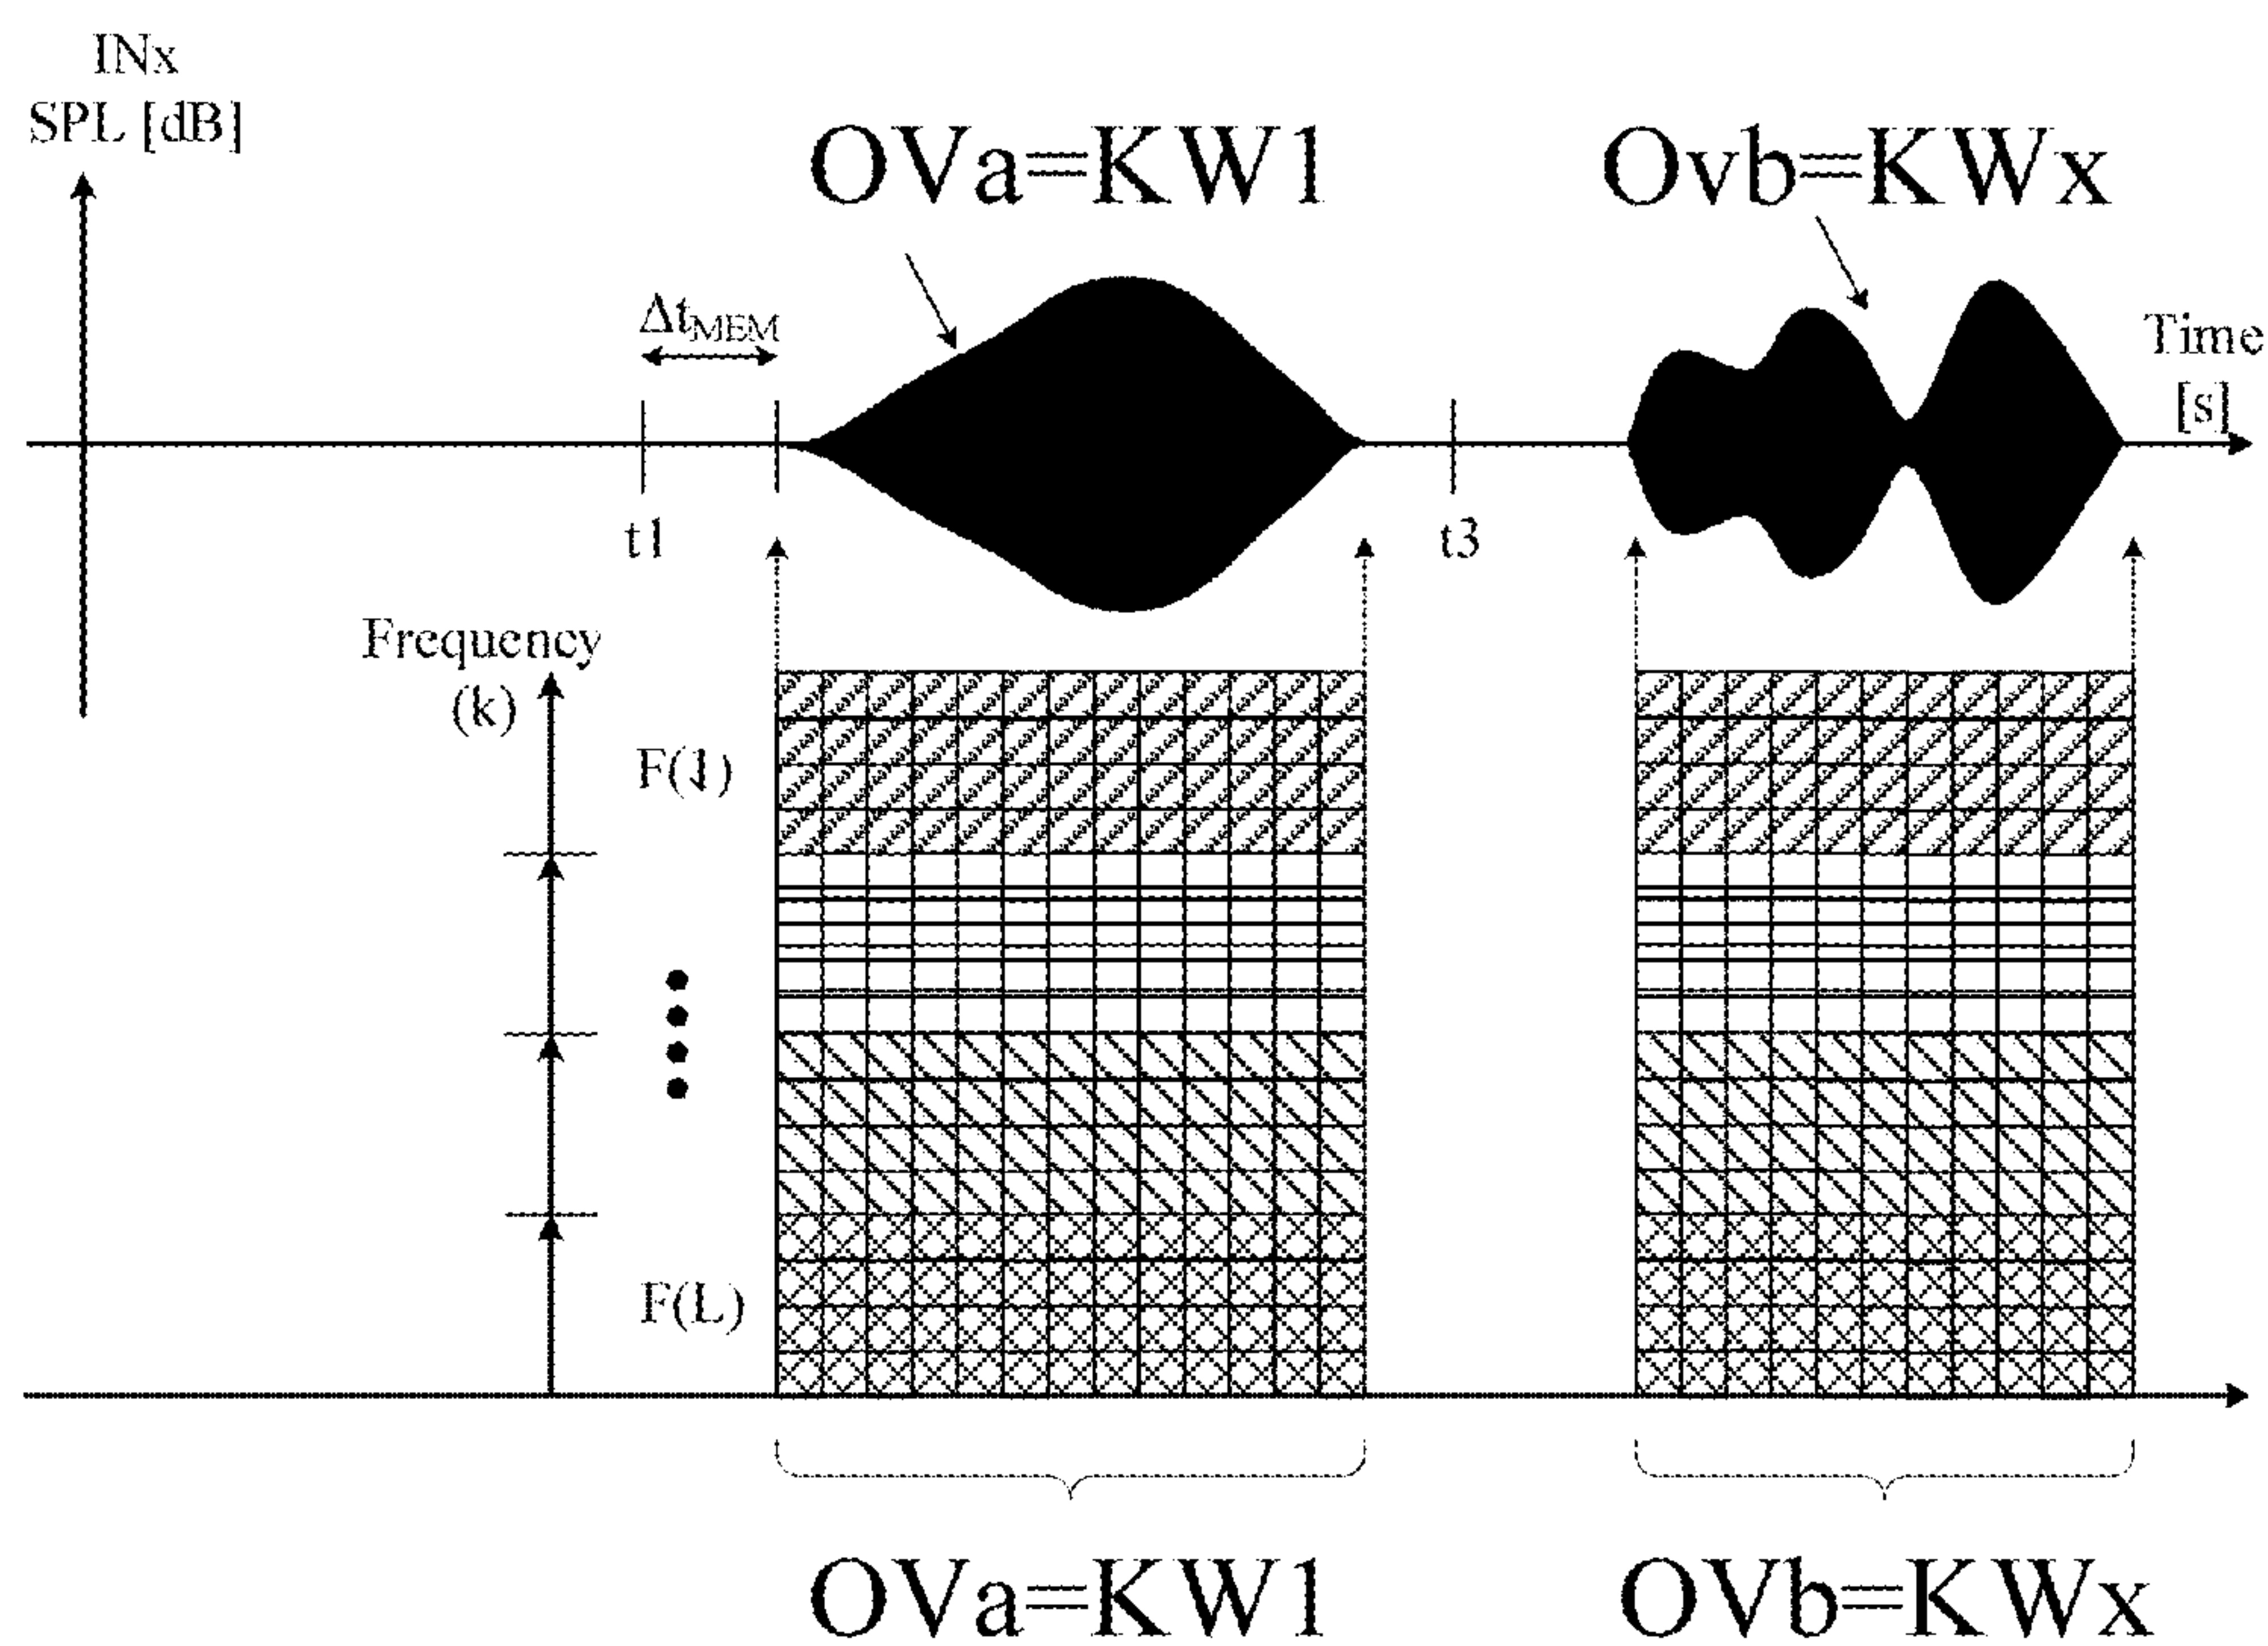 INx
SPL [dB]
OVa=KW1
Ovb=KWx
Δt_MEM
Time
[s]
t1
t3
Frequency
(k)
F(1)
F(L)
OVa=KW1
OVb=KWx